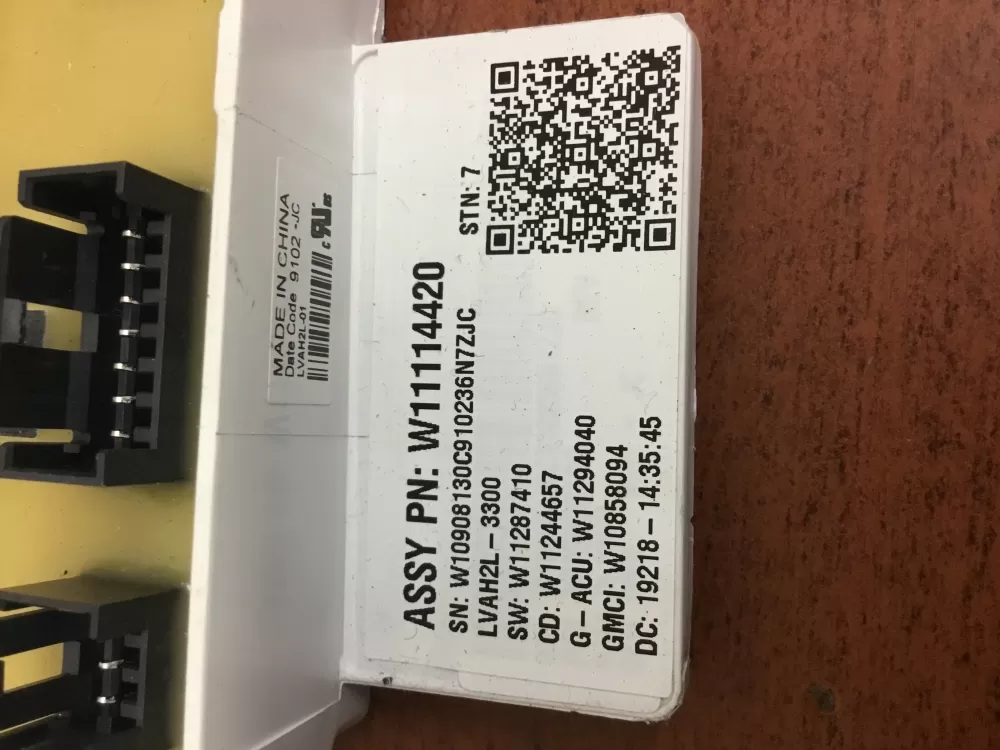 MADE IN CHINA
Date Code 9102 -JC
LVAH2L-01
ASSY PN: W11114420
SN: W10908130C910236N7ZJC
STN: 7
LVAH2L-3300
SW: W11287410
CD: W11244657
G-ACU: W11294040
GMCI: W10858094
DC: 19218-14:35:45